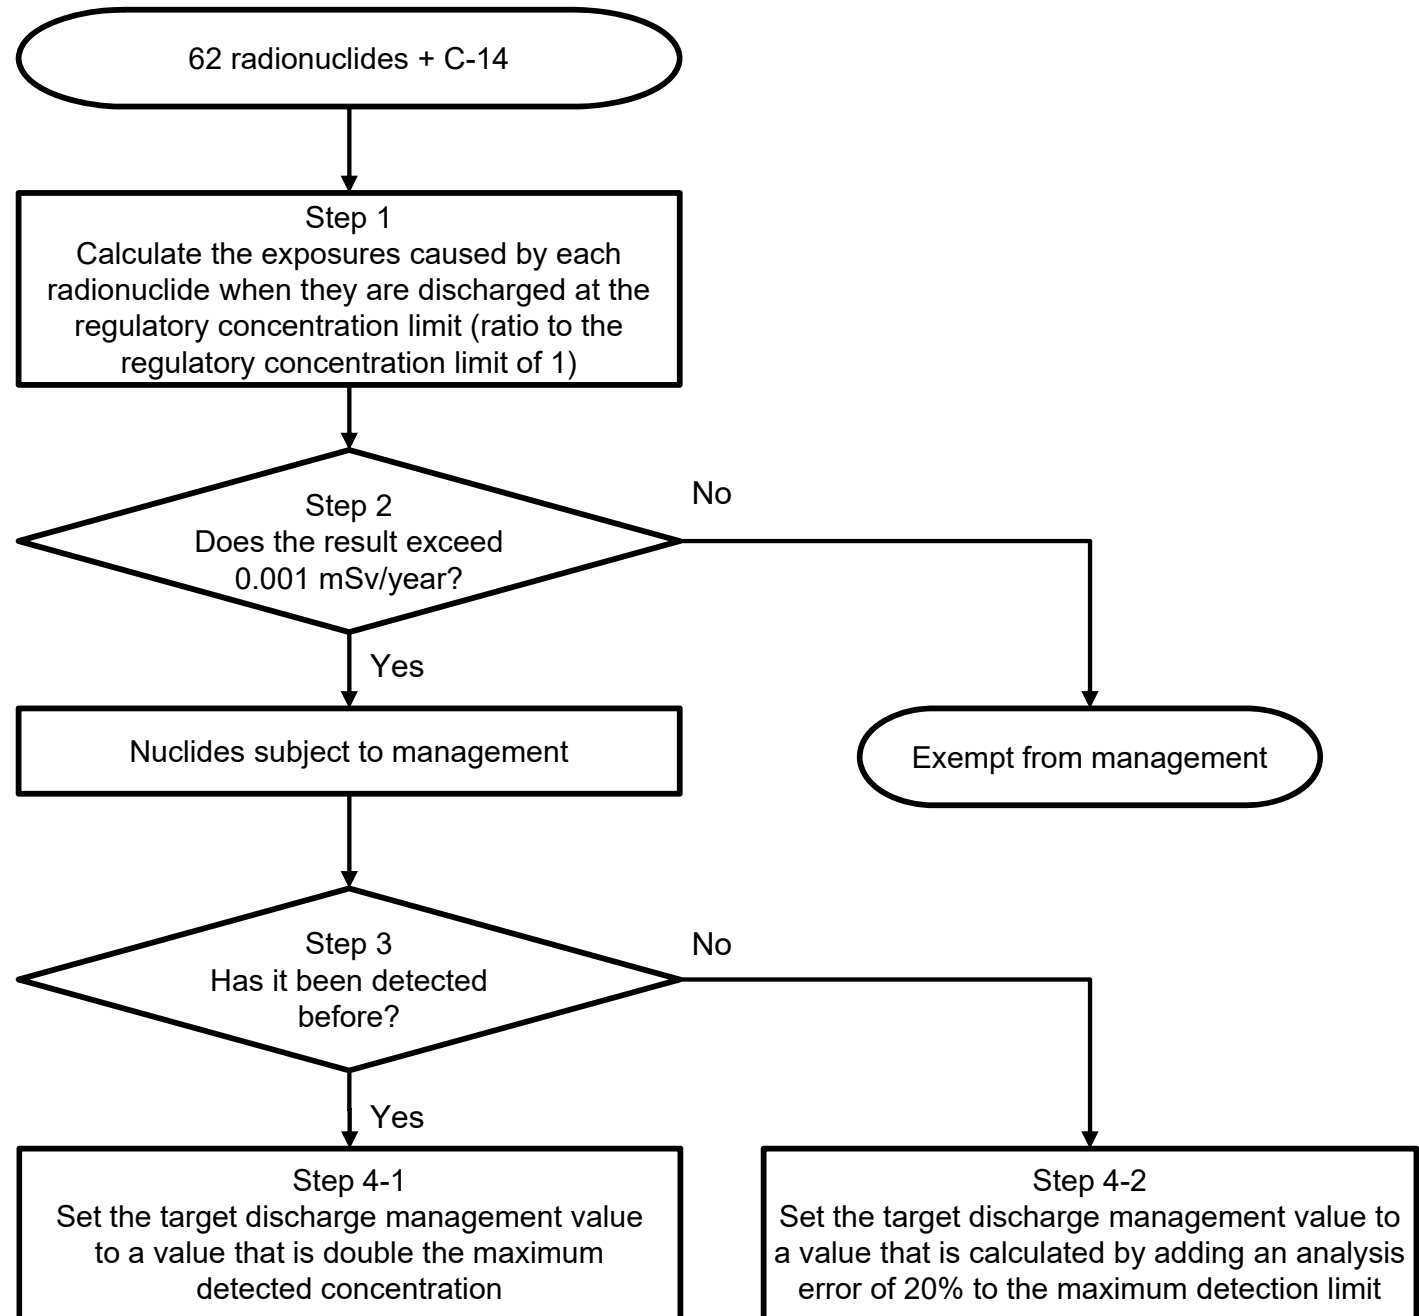 62 radionuclides + C-14
Step 1
Calculate the exposures caused by each
radionuclide when they are discharged at the
regulatory concentration limit (ratio to the
regulatory concentration limit of 1)
Step 2
Does the result exceed
0.001 mSv/year?
No
Yes
Nuclides subject to management
Exempt from management
Step 3
Has it been detected
before?
No
Yes
Step 4-1
Set the target discharge management value
to a value that is double the maximum
detected concentration
Step 4-2
Set the target discharge management value to
a value that is calculated by adding an analysis
error of 20% to the maximum detection limit